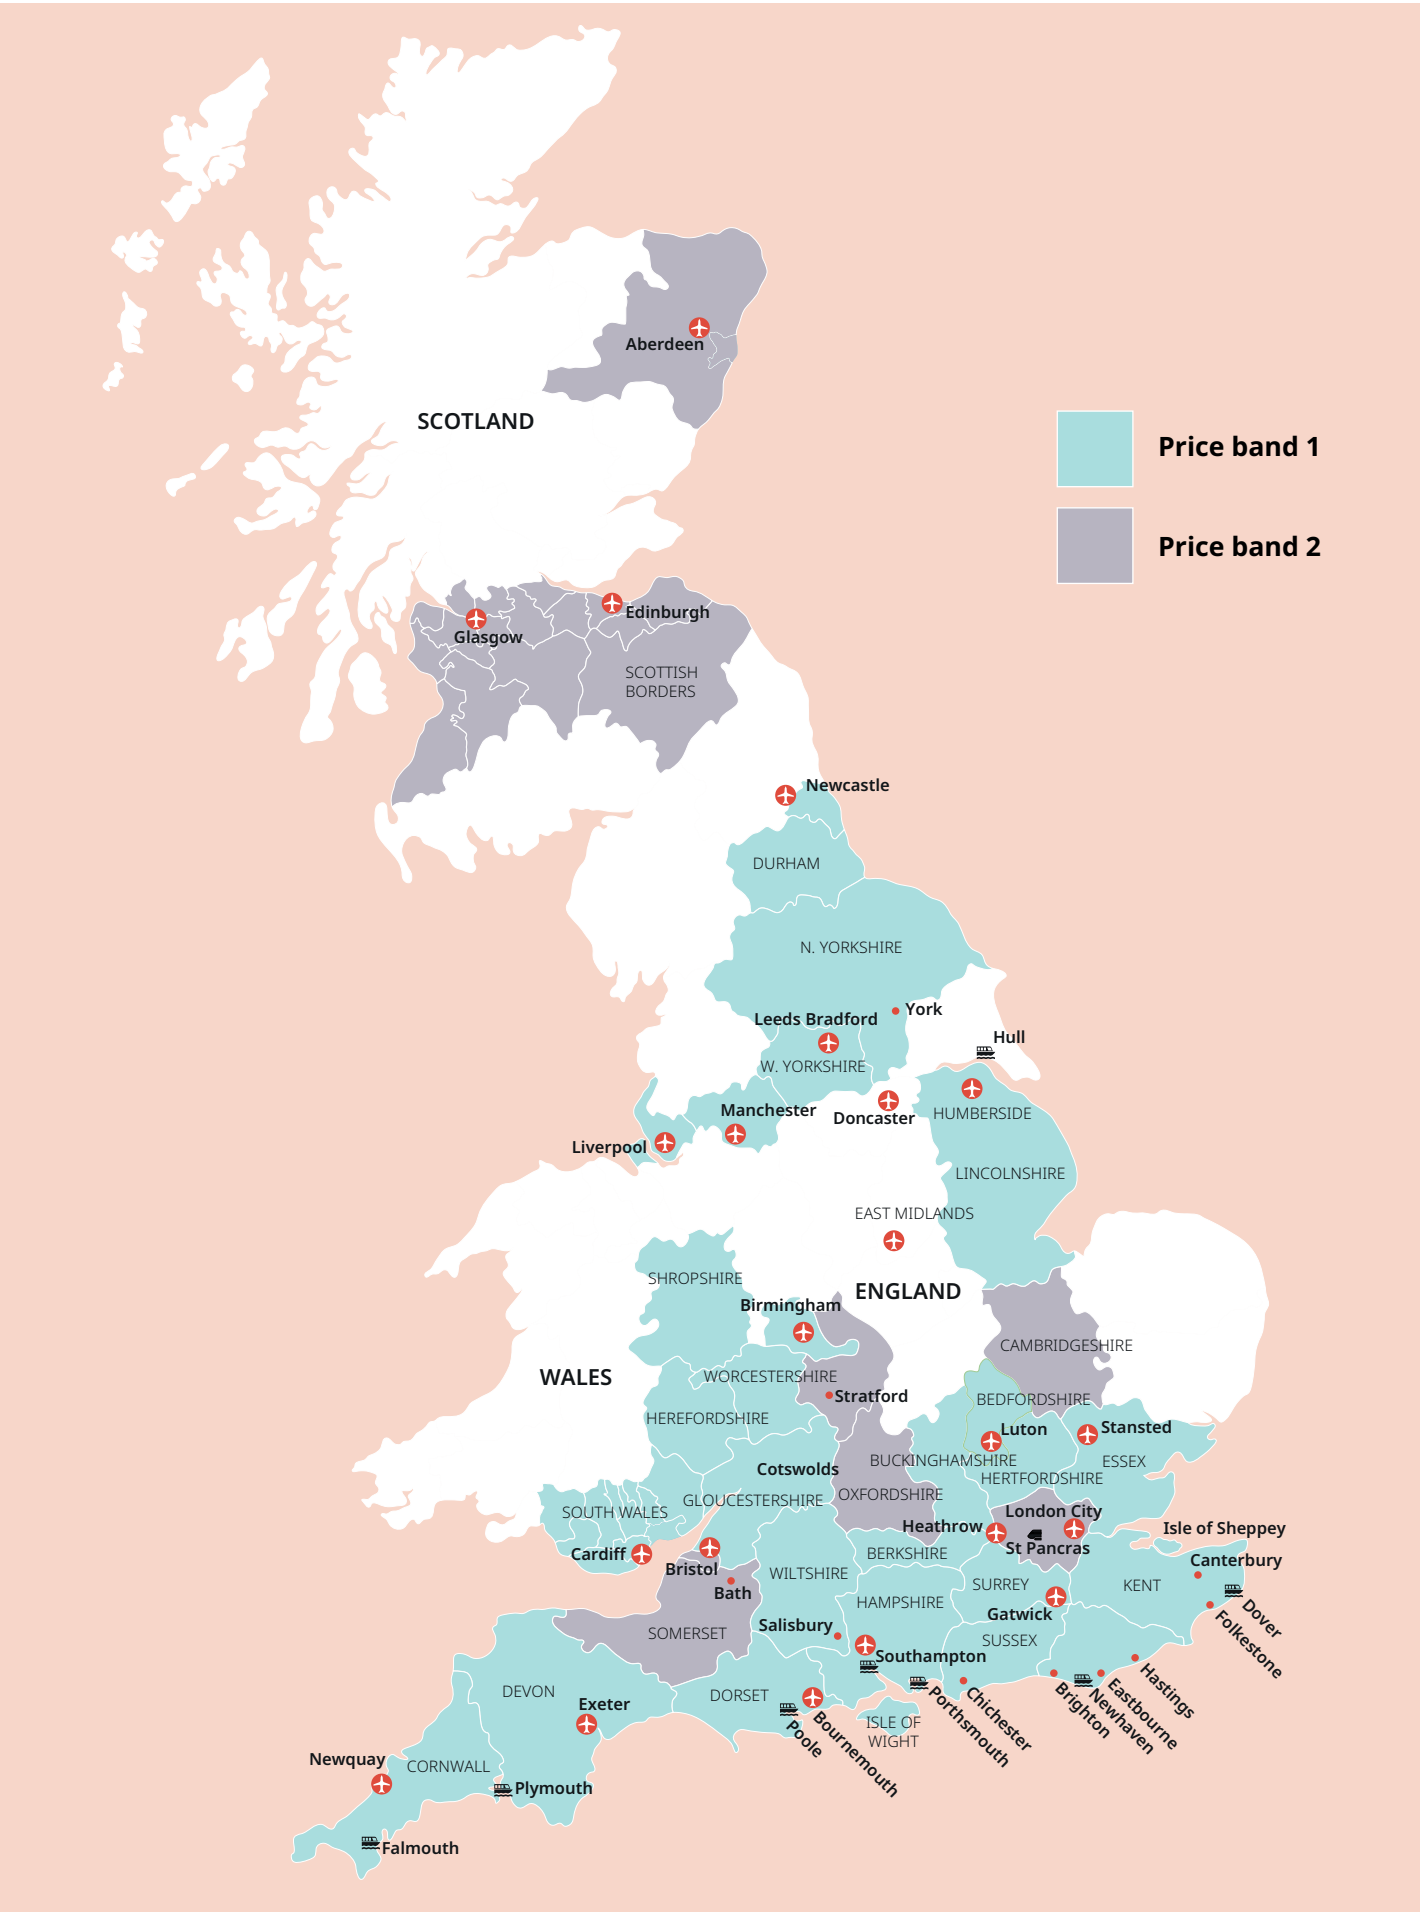 Aberdeen
SCOTLAND
Price band 1
Price band 2
Edinburgh
Glasgow
SCOTTISH
BORDERS
Newcastle
DURHAM
N. YORKSHIRE
York
Leeds Bradford
Hull
W. YORKSHIRE
Manchester
Doncaster
HUMBERSIDE
Liverpool
LINCOLNSHIRE
EAST MIDLANDS
SHROPSHIRE
ENGLAND
Birmingham
CAMBRIDGESHIRE
WALES
WORCESTERSHIRE
Stratford
BEDFORDSHIRE
HEREFORDSHIRE
Luton
Stansted
BUCKINGHAMSHIRE
ESSEX
Cotswolds
HERTFORDSHIRE
OXFORDSHIRE
GLOUCESTERSHIRE
SOUTH WALES
London City
Heathrow
Isle of Sheppey
St Pancras
Cardiff
BERKSHIRE
Canterbury
Bristol
WILTSHIRE
SURREY
KENT
Bath
HAMPSHIRE
Gatwick
Dover
Folkestone
SOMERSET
Salisbury
SUSSEX
Southampton
Hastings
DEVON
DORSET
Exeter
Porthsmouth
Chichester
Brighton
Newhaven
Eastbourne
Poole
Bournemouth
ISLE OF
WIGHT
Newquay
CORNWALL
Plymouth
Falmouth